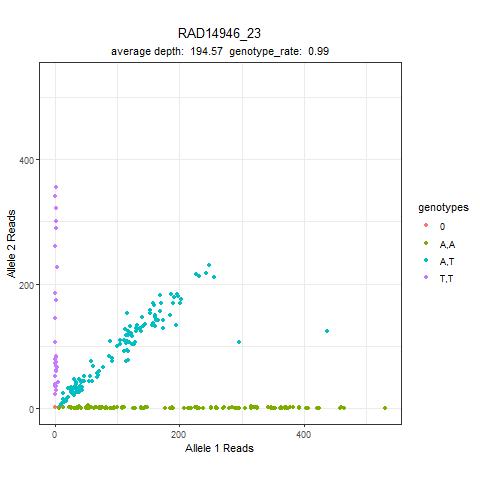 RAD14946_23
average depth: 194.57 genotype_rate: 0.99
Allele 2 Reads
400
200
0
0 200 400
Allele 1 Reads
genotypes
0
A,A
A,T
T,T